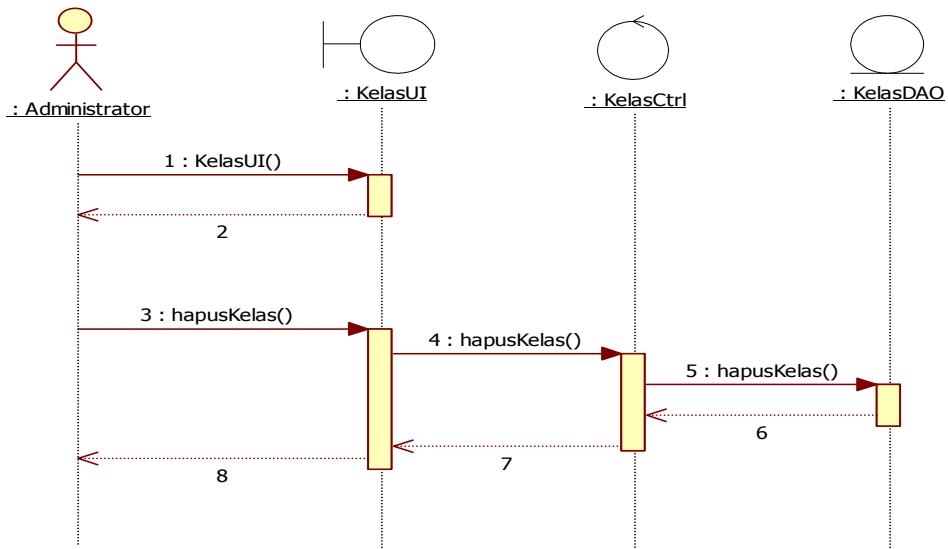 : Administrator
: KelasUI
: KelasCtrl
: KelasDAO
1 : KelasUI()
2
3 : hapusKelas()
4 : hapusKelas()
5 : hapusKelas()
6
7
8